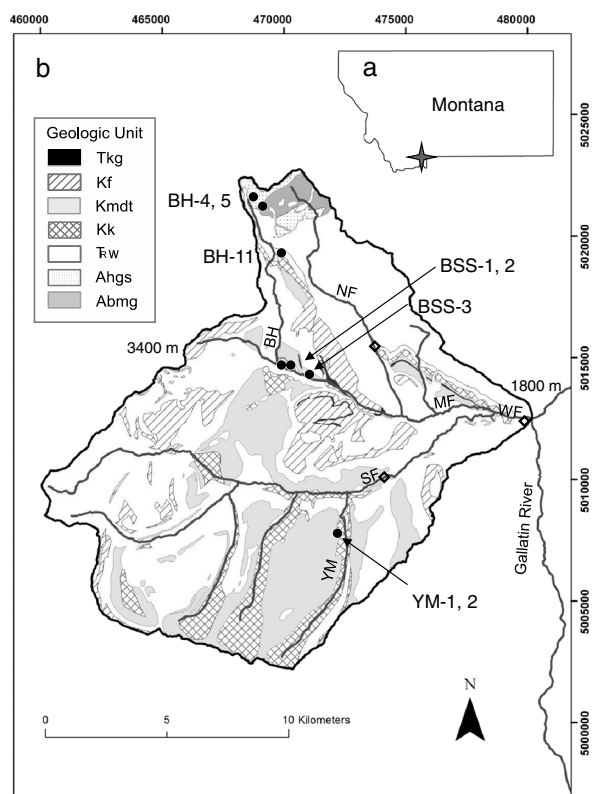 460000 465000 470000 475000 480000
b
a
Montana
Geologic Unit
Tkg
Kf
Kmdt
Kk
TRw
Ahgs
Abmg
BH-4, 5
BH-11
NF
BSS-1, 2
BSS-3
BH
3400 m
1800 m
MF
WF
SF
YM
YM-1, 2
Gallatin River
N
0 5 10 Kilometers
5025000
5020000
5015000
5010000
5005000
5000000